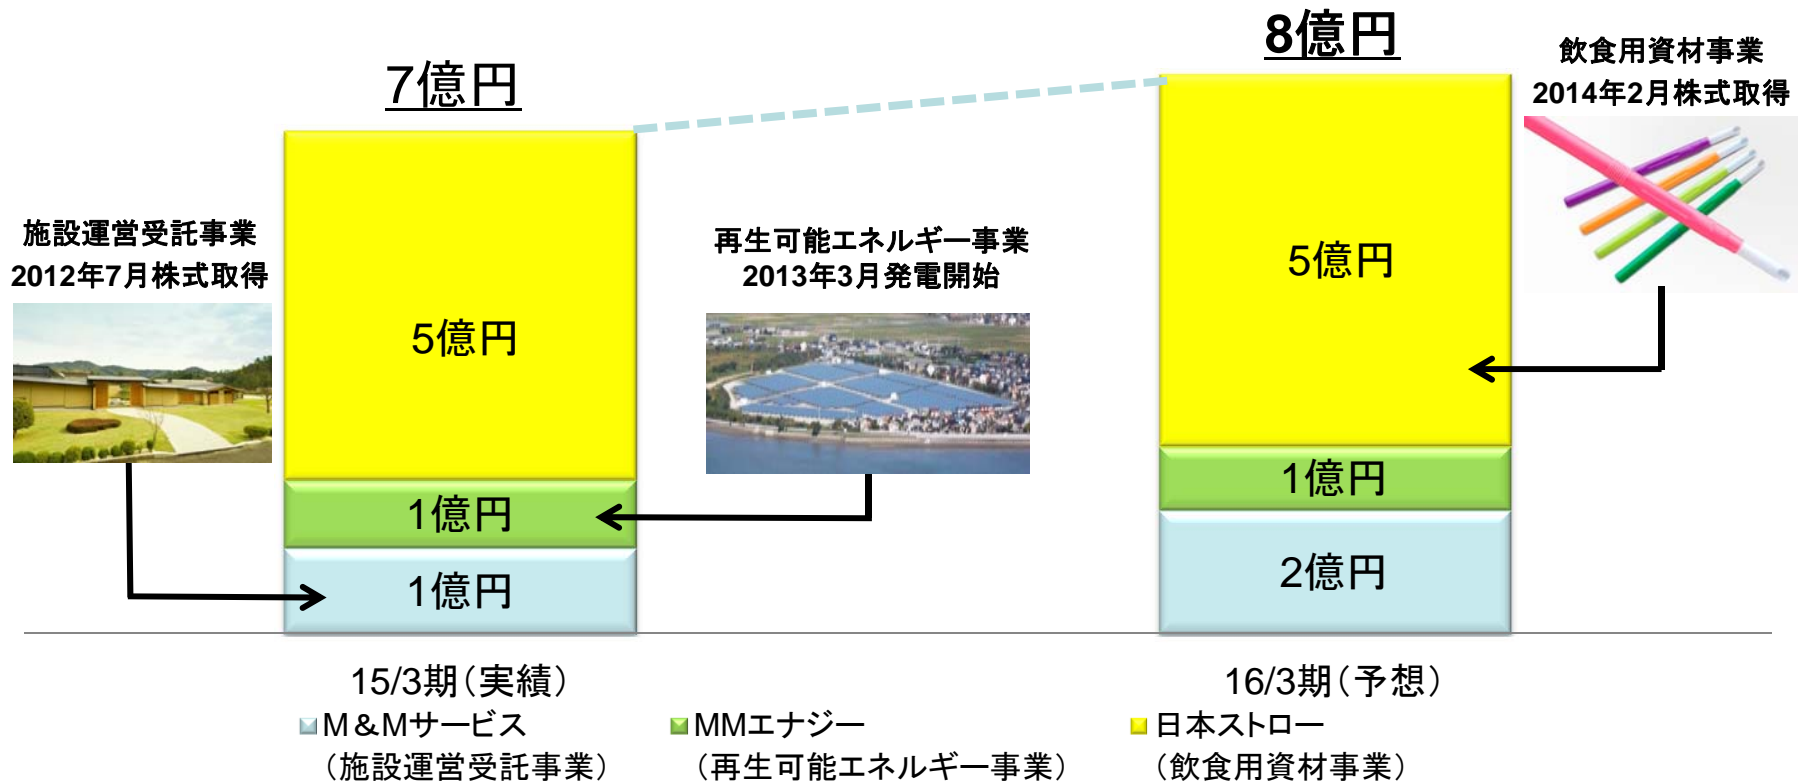 7億円
8億円
飲食用資材事業
2014年2月株式取得
施設運営受託事業
2012年7月株式取得
再生可能エネルギー事業
2013年3月発電開始
5億円
1億円
1億円
5億円
1億円
2億円
15/3期（実績）
16/3期（予想）
M＆Mサービス
（施設運営受託事業）
MMエナジー
（再生可能エネルギー事業）
日本ストロー
（飲食用資材事業）